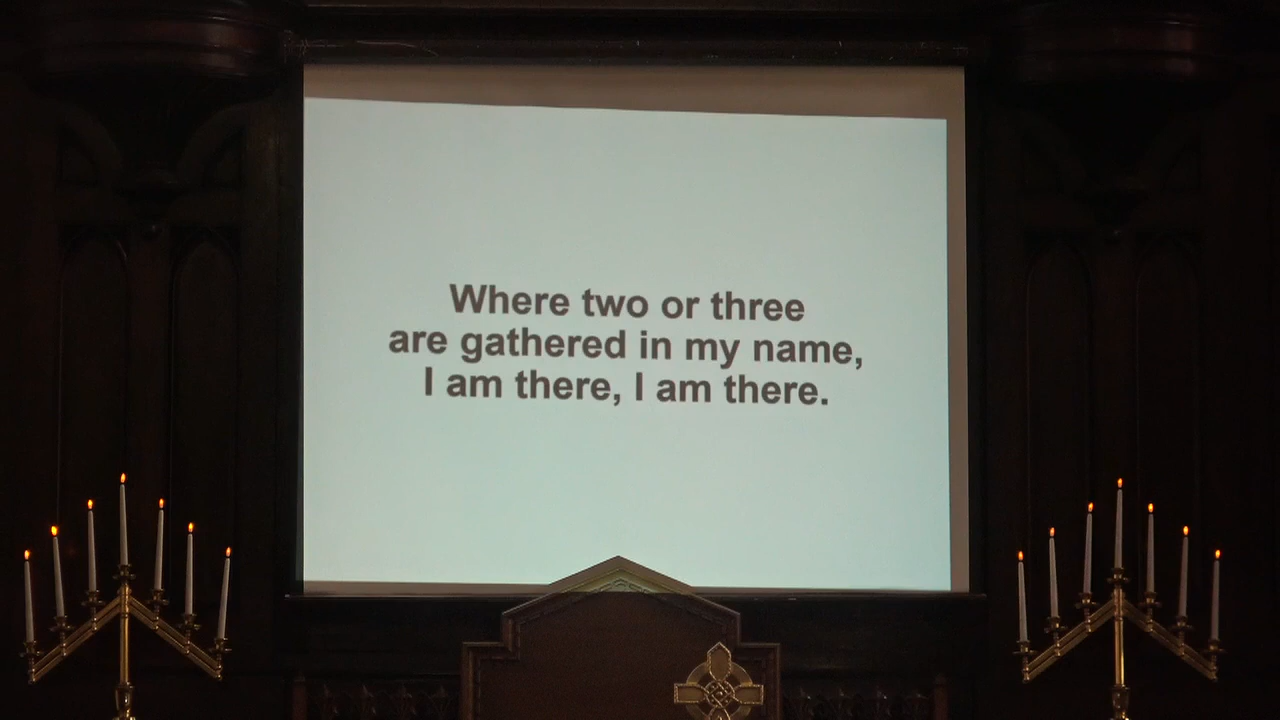 Where two or three
are gathered in my name,
I am there, I am there.